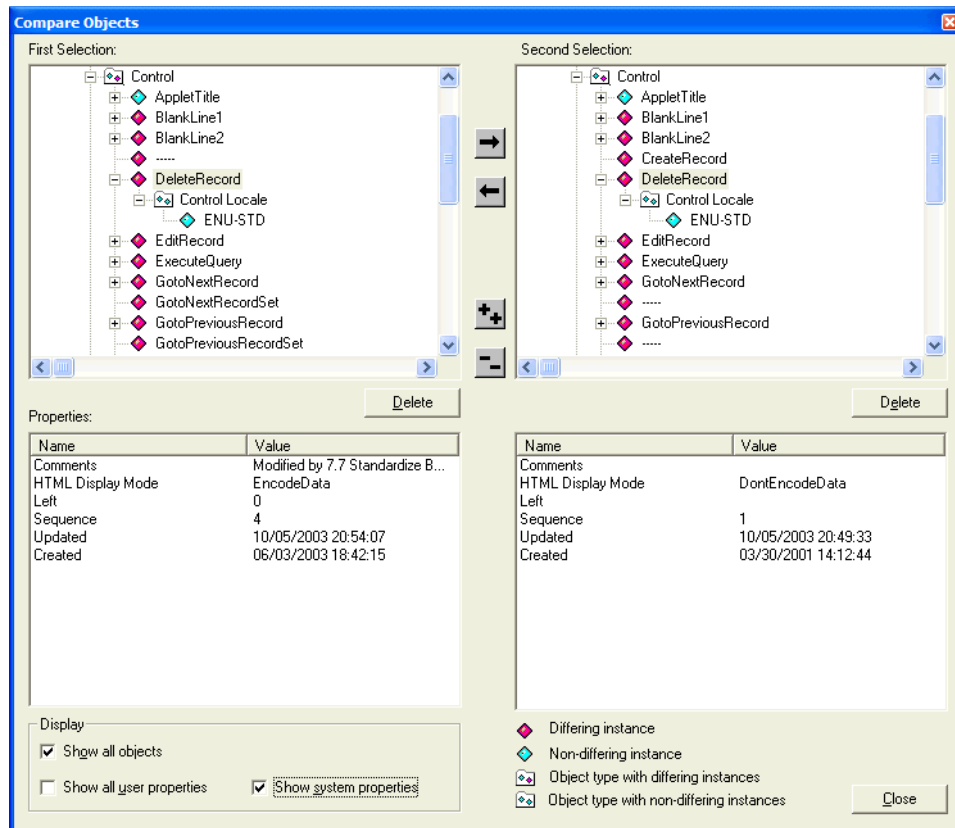 Compare Objects
First Selection:
Second Selection:
Control
AppletTitle
BlankLine1
BlankLine2
-----
DeleteRecord
Control Locale
ENU-STD
EditRecord
ExecuteQuery
GotoNextRecord
GotoNextRecordSet
GotoPreviousRecord
GotoPreviousRecordSet
Control
AppletTitle
BlankLine1
BlankLine2
CreateRecord
DeleteRecord
Control Locale
ENU-STD
EditRecord
ExecuteQuery
GotoNextRecord
-----
GotoPreviousRecord
-----
Delete
Delete
Properties:
Name Value
Comments Modified by 7.7 Standardize B...
HTML Display Mode EncodeData
Left 0
Sequence 4
Updated 10/05/2003 20:54:07
Created 06/03/2003 18:42:15
Name Value
Comments
HTML Display Mode DontEncodeData
Left
Sequence 1
Updated 10/05/2003 20:49:33
Created 03/30/2001 14:12:44
Display
Show all objects
Show all user properties Show system properties
Differing instance
Non-differing instance
Object type with differing instances
Object type with non-differing instances
Close